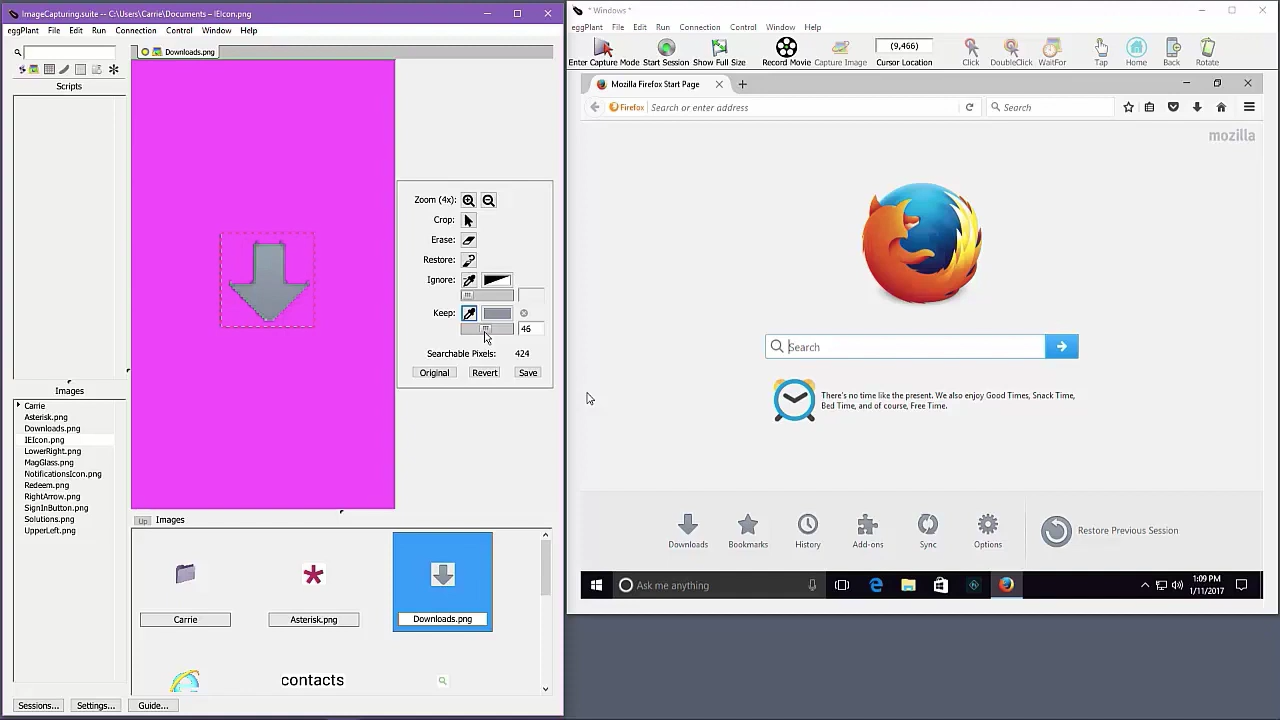 ImageCapturing.suite -- C:\Users\Carrie\Documents – IEIcon.png
eggPlant File Edit Run Connection Control Window Help
Downloads.png
Scripts
Zoom (4x):
Crop:
Erase:
Restore:
Ignore:
Keep:
46
Searchable Pixels: 424
Original Revert Save
Images
Carrie
Asterisk.png
Downloads.png
IEIcon.png
LowerRight.png
MagGlass.png
NotificationsIcon.png
Redeem.png
RightArrow.png
SignInButton.png
Solutions.png
UpperLeft.png
Up Images
Carrie Asterisk.png Downloads.png
contacts
Sessions... Settings... Guide...
* Windows *
eggPlant File Edit Run Connection Control Window Help
(9,466)
Enter Capture Mode Start Session Show Full Size Record Movie Capture Image Cursor Location Click DoubleClick WaitFor Tap Home Back Rotate
Mozilla Firefox Start Page
Firefox Search or enter address Search
mozilla
Search
There's no time like the present. We also enjoy Good Times, Snack Time,
Bed Time, and of course, Free Time.
Downloads Bookmarks History Add-ons Sync Options Restore Previous Session
Ask me anything
1:09 PM
1/11/2017